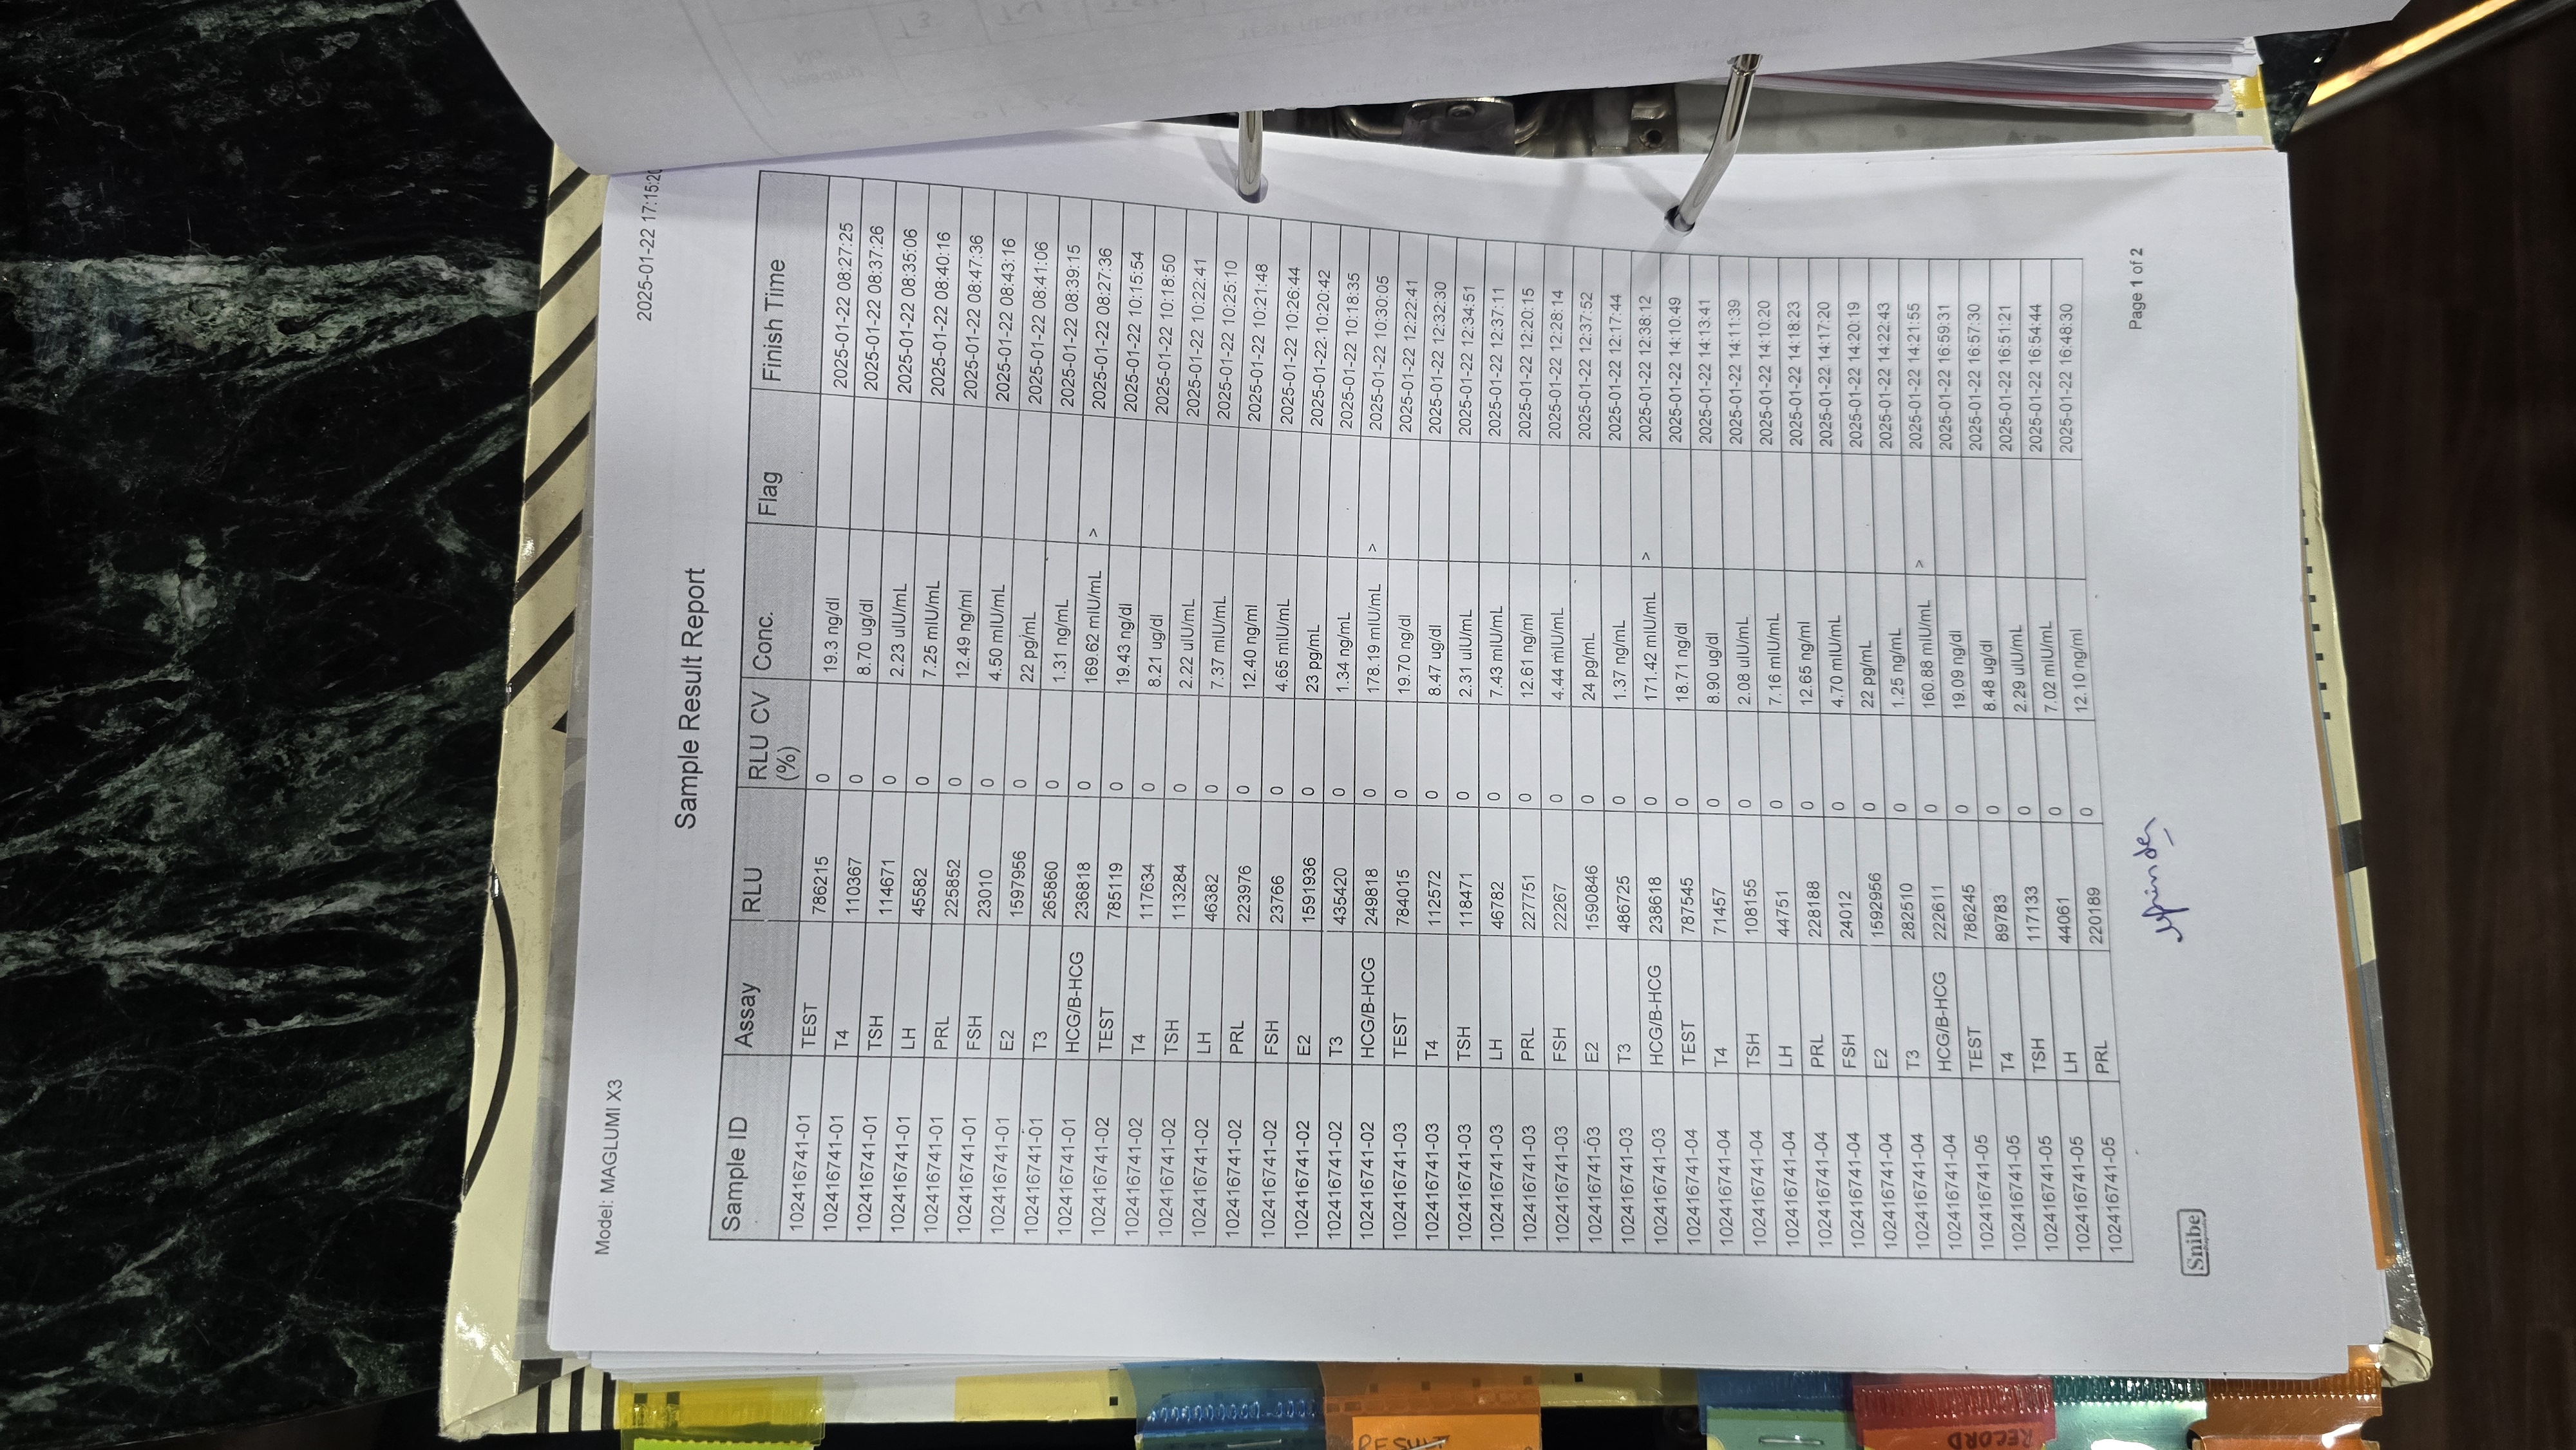 Model: MAGLUMI X3
2025-01-22 17:15:20
Sample Result Report
Sample ID Assay RLU RLU CV (%) Conc. Flag Finish Time
102416741-01 TEST 786215 0 19.3 ng/dl 2025-01-22 08:27:25
102416741-01 T4 110367 0 8.70 ug/dl 2025-01-22 08:37:26
102416741-01 TSH 114671 0 2.23 uIU/mL 2025-01-22 08:35:06
102416741-01 LH 45582 0 7.25 mIU/mL 2025-01-22 08:40:16
102416741-01 PRL 225852 0 12.49 ng/ml 2025-01-22 08:47:36
102416741-01 FSH 23010 0 4.50 mIU/mL 2025-01-22 08:43:16
102416741-01 E2 1597956 0 22 pg/mL 2025-01-22 08:41:06
102416741-01 T3 265860 0 1.31 ng/mL 2025-01-22 08:39:15
102416741-01 HCG/B-HCG 236818 0 169.62 mIU/mL > 2025-01-22 08:27:36
102416741-02 TEST 785119 0 19.43 ng/dl 2025-01-22 10:15:54
102416741-02 T4 117634 0 8.21 ug/dl 2025-01-22 10:18:50
102416741-02 TSH 113284 0 2.22 uIU/mL 2025-01-22 10:22:41
102416741-02 LH 46382 0 7.37 mIU/mL 2025-01-22 10:25:10
102416741-02 PRL 223976 0 12.40 ng/ml 2025-01-22 10:21:48
102416741-02 FSH 23766 0 4.65 mIU/mL 2025-01-22 10:26:44
102416741-02 E2 1591936 0 23 pg/mL 2025-01-22 10:20:42
102416741-02 T3 435420 0 1.34 ng/mL 2025-01-22 10:18:35
102416741-02 HCG/B-HCG 249818 0 178.19 mIU/mL > 2025-01-22 10:30:05
102416741-03 TEST 784015 0 19.70 ng/dl 2025-01-22 12:22:41
102416741-03 T4 112572 0 8.47 ug/dl 2025-01-22 12:32:30
102416741-03 TSH 118471 0 2.31 uIU/mL 2025-01-22 12:34:51
102416741-03 LH 46782 0 7.43 mIU/mL 2025-01-22 12:37:11
102416741-03 PRL 227751 0 12.61 ng/ml 2025-01-22 12:20:15
102416741-03 FSH 22267 0 4.44 mIU/mL 2025-01-22 12:28:14
102416741-03 E2 1590846 0 24 pg/mL 2025-01-22 12:37:52
102416741-03 T3 486725 0 1.37 ng/mL 2025-01-22 12:17:44
102416741-03 HCG/B-HCG 238618 0 171.42 mIU/mL > 2025-01-22 12:38:12
102416741-04 TEST 787545 0 18.71 ng/dl 2025-01-22 14:10:49
102416741-04 T4 71457 0 8.90 ug/dl 2025-01-22 14:13:41
102416741-04 TSH 108155 0 2.08 uIU/mL 2025-01-22 14:11:39
102416741-04 LH 44751 0 7.16 mIU/mL 2025-01-22 14:10:20
102416741-04 PRL 228188 0 12.65 ng/ml 2025-01-22 14:18:23
102416741-04 FSH 24012 0 4.70 mIU/mL 2025-01-22 14:17:20
102416741-04 E2 1592956 0 22 pg/mL 2025-01-22 14:20:19
102416741-04 T3 282510 0 1.25 ng/mL 2025-01-22 14:22:43
102416741-04 HCG/B-HCG 222611 0 160.88 mIU/mL > 2025-01-22 14:21:55
102416741-05 TEST 786245 0 19.09 ng/dl 2025-01-22 16:59:31
102416741-05 T4 89783 0 8.48 ug/dl 2025-01-22 16:57:30
102416741-05 TSH 117133 0 2.29 uIU/mL 2025-01-22 16:51:21
102416741-05 LH 44061 0 7.02 mIU/mL 2025-01-22 16:54:44
102416741-05 PRL 220189 0 12.10 ng/ml 2025-01-22 16:48:30
Page 1 of 2
Snibe
RECORD